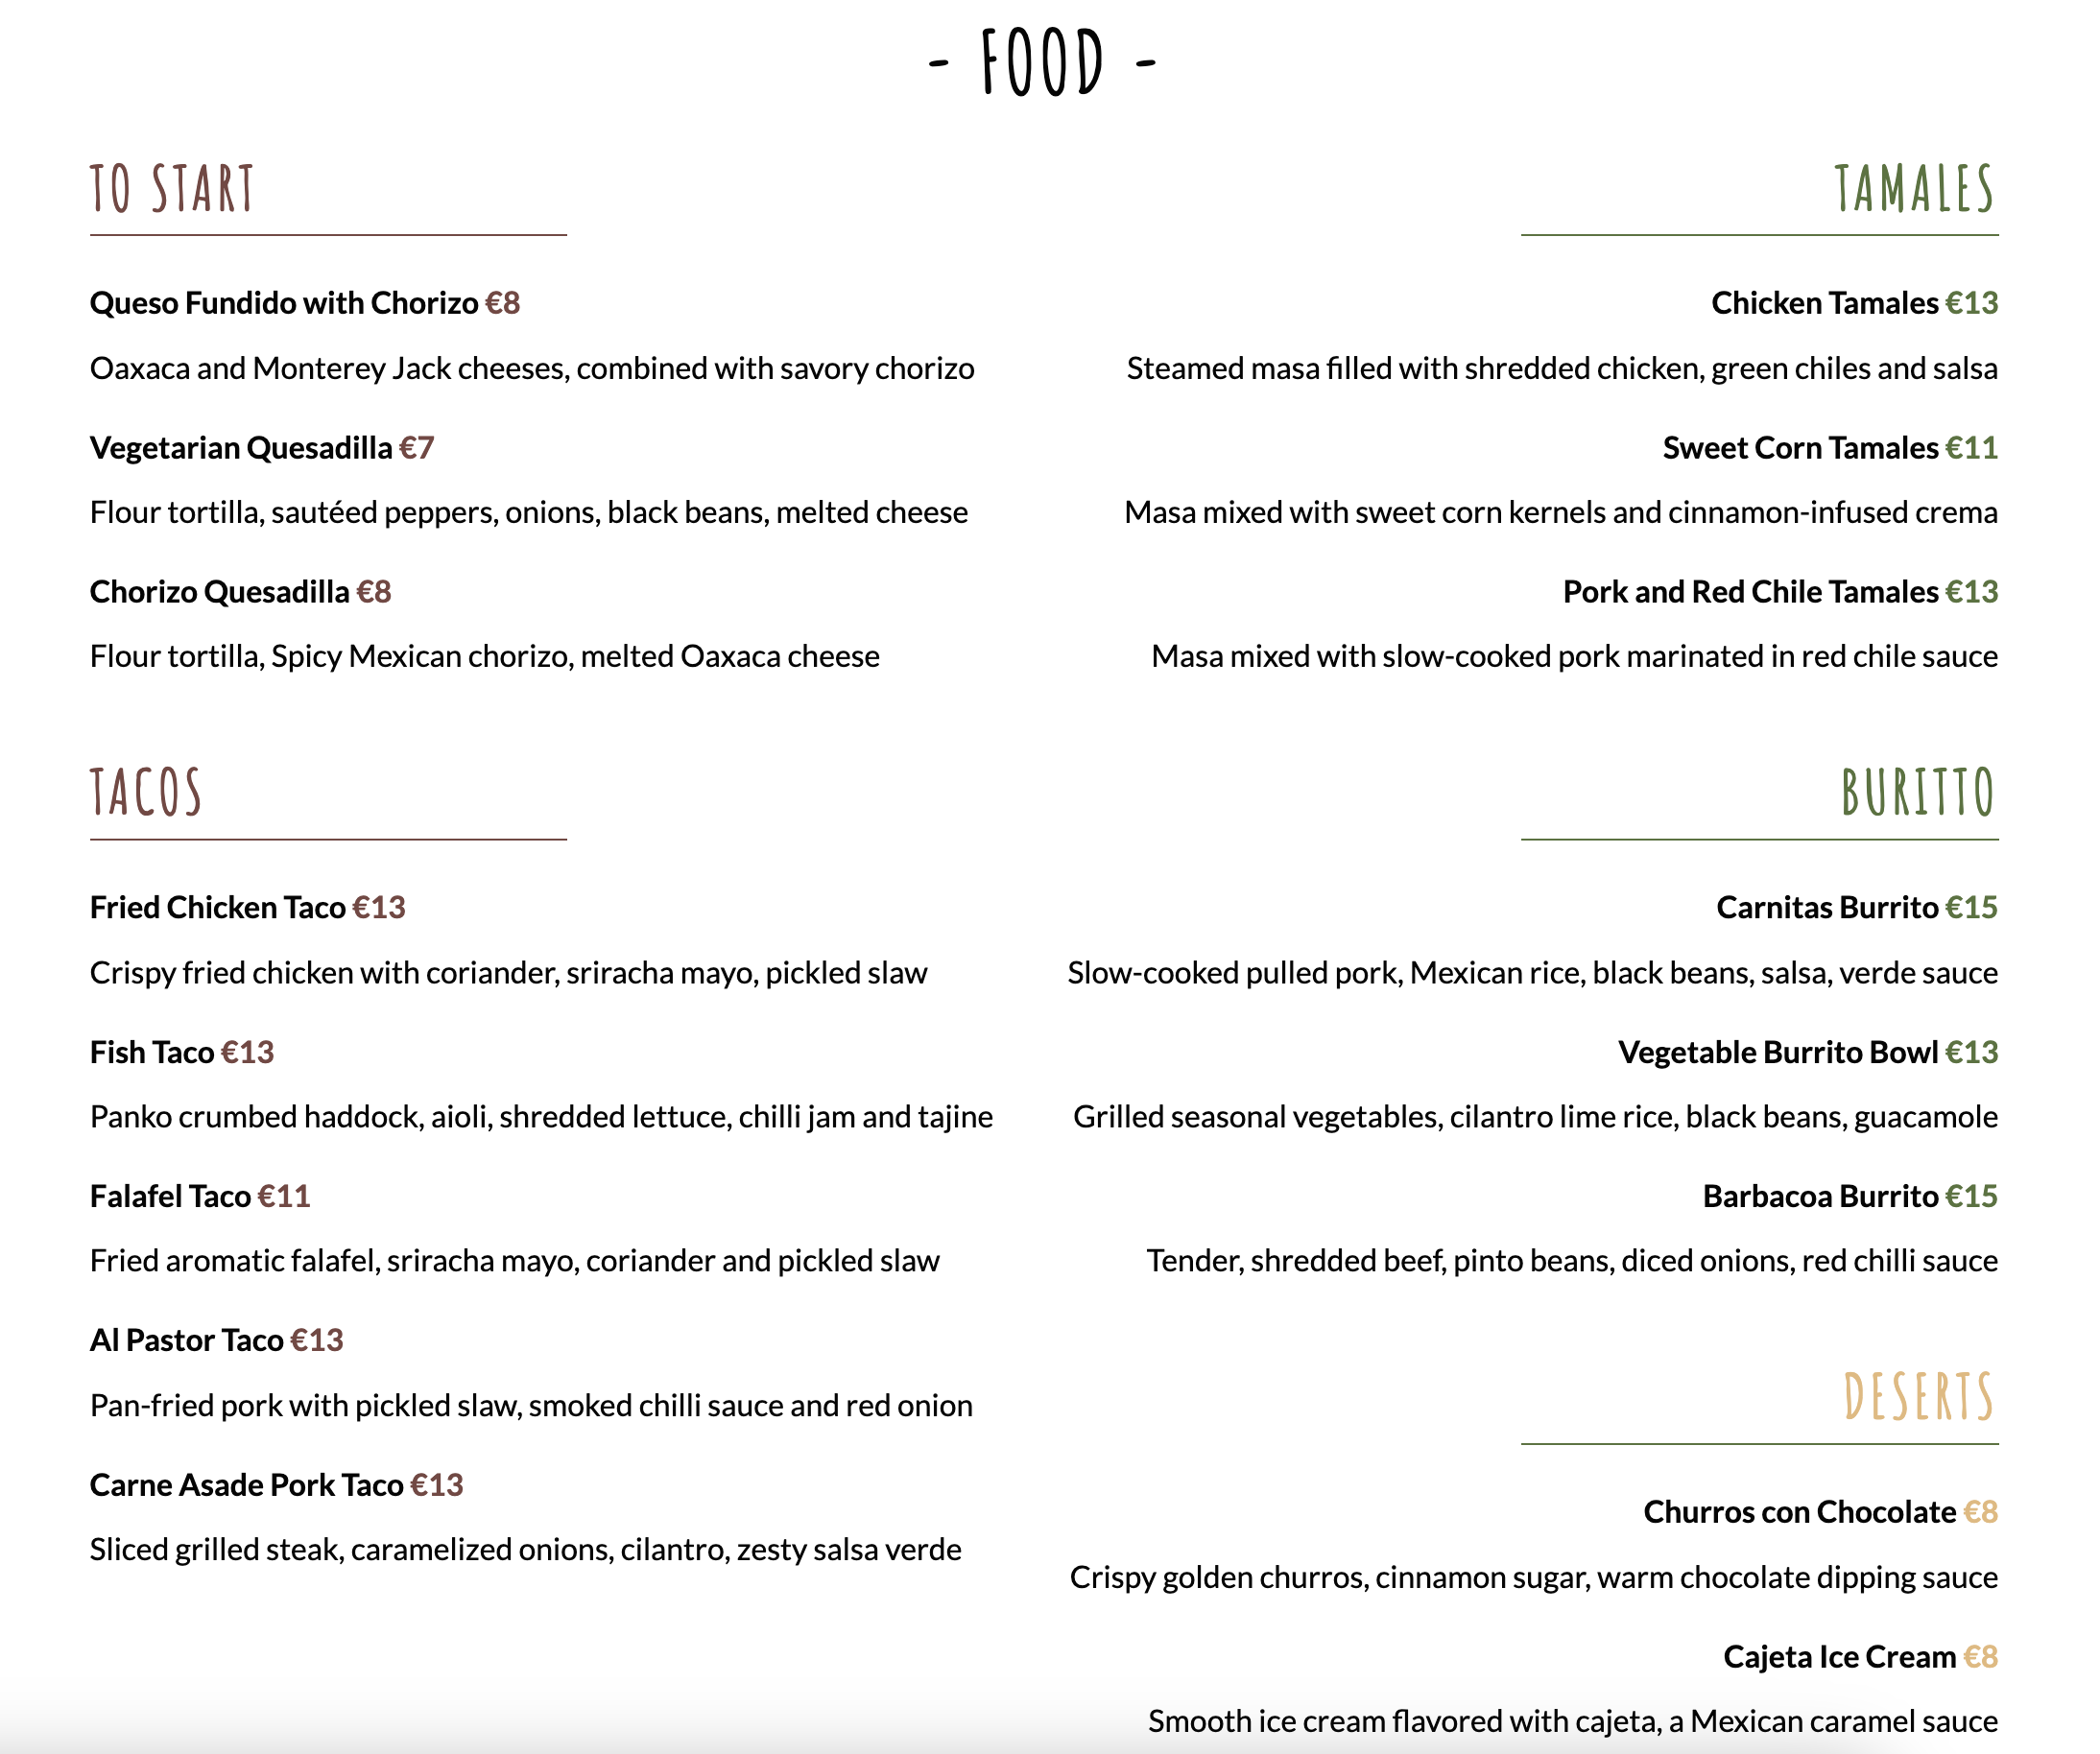 - FOOD -
TO START
Queso Fundido with Chorizo €8
Oaxaca and Monterey Jack cheeses, combined with savory chorizo
Vegetarian Quesadilla €7
Flour tortilla, sautéed peppers, onions, black beans, melted cheese
Chorizo Quesadilla €8
Flour tortilla, Spicy Mexican chorizo, melted Oaxaca cheese
TACOS
Fried Chicken Taco €13
Crispy fried chicken with coriander, sriracha mayo, pickled slaw
Fish Taco €13
Panko crumbed haddock, aioli, shredded lettuce, chilli jam and tajine
Falafel Taco €11
Fried aromatic falafel, sriracha mayo, coriander and pickled slaw
Al Pastor Taco €13
Pan-fried pork with pickled slaw, smoked chilli sauce and red onion
Carne Asade Pork Taco €13
Sliced grilled steak, caramelized onions, cilantro, zesty salsa verde
TAMALES
Chicken Tamales €13
Steamed masa filled with shredded chicken, green chiles and salsa
Sweet Corn Tamales €11
Masa mixed with sweet corn kernels and cinnamon-infused crema
Pork and Red Chile Tamales €13
Masa mixed with slow-cooked pork marinated in red chile sauce
BURITTO
Carnitas Burrito €15
Slow-cooked pulled pork, Mexican rice, black beans, salsa, verde sauce
Vegetable Burrito Bowl €13
Grilled seasonal vegetables, cilantro lime rice, black beans, guacamole
Barbacoa Burrito €15
Tender, shredded beef, pinto beans, diced onions, red chilli sauce
DESERTS
Churros con Chocolate €8
Crispy golden churros, cinnamon sugar, warm chocolate dipping sauce
Cajeta Ice Cream €8
Smooth ice cream flavored with cajeta, a Mexican caramel sauce